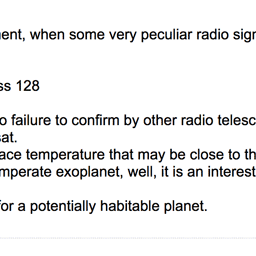 ent, when some very peculiar radio sig
ss 128
o failure to confirm by other radio telesc
at.
ace temperature that may be close to th
mperate exoplanet, well, it is an interest
for a potentially habitable planet.